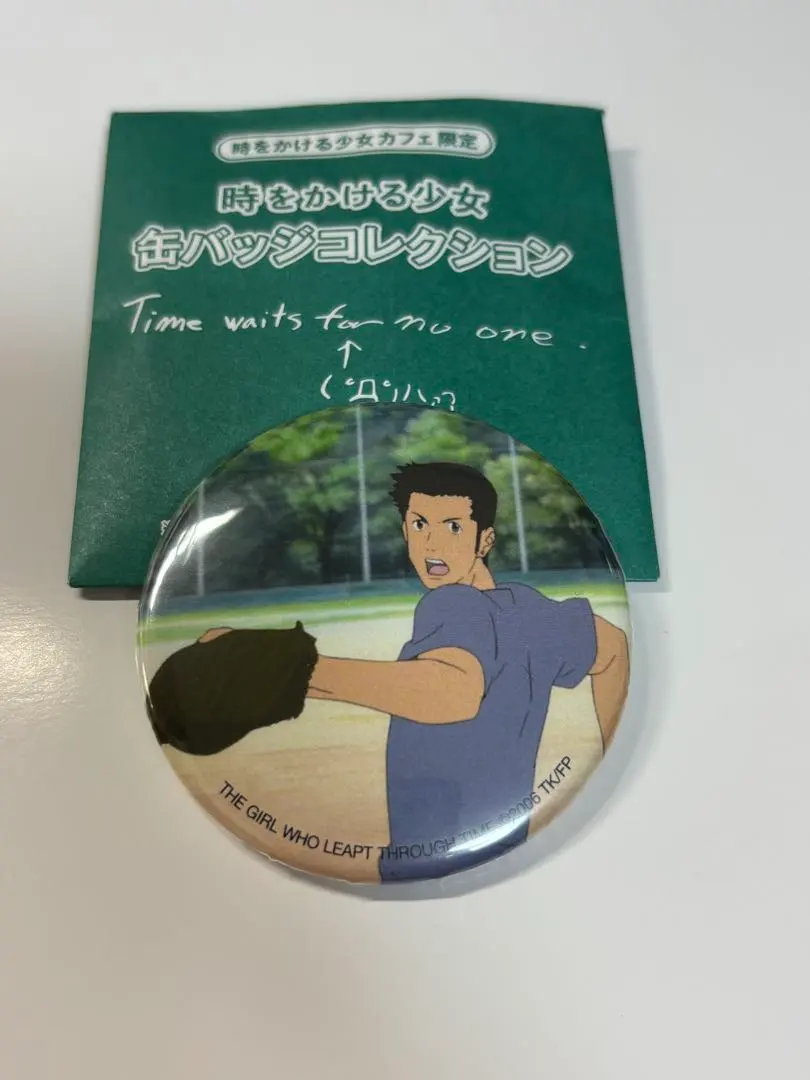 時をかける少女カフェ限定
時をかける少女
缶バッジコレクション
Time waits for no one.
↑
(゚Д゚)ハァ?
THE GIRL WHO LEAPT THROUGH TIME ©2006 TK/FP